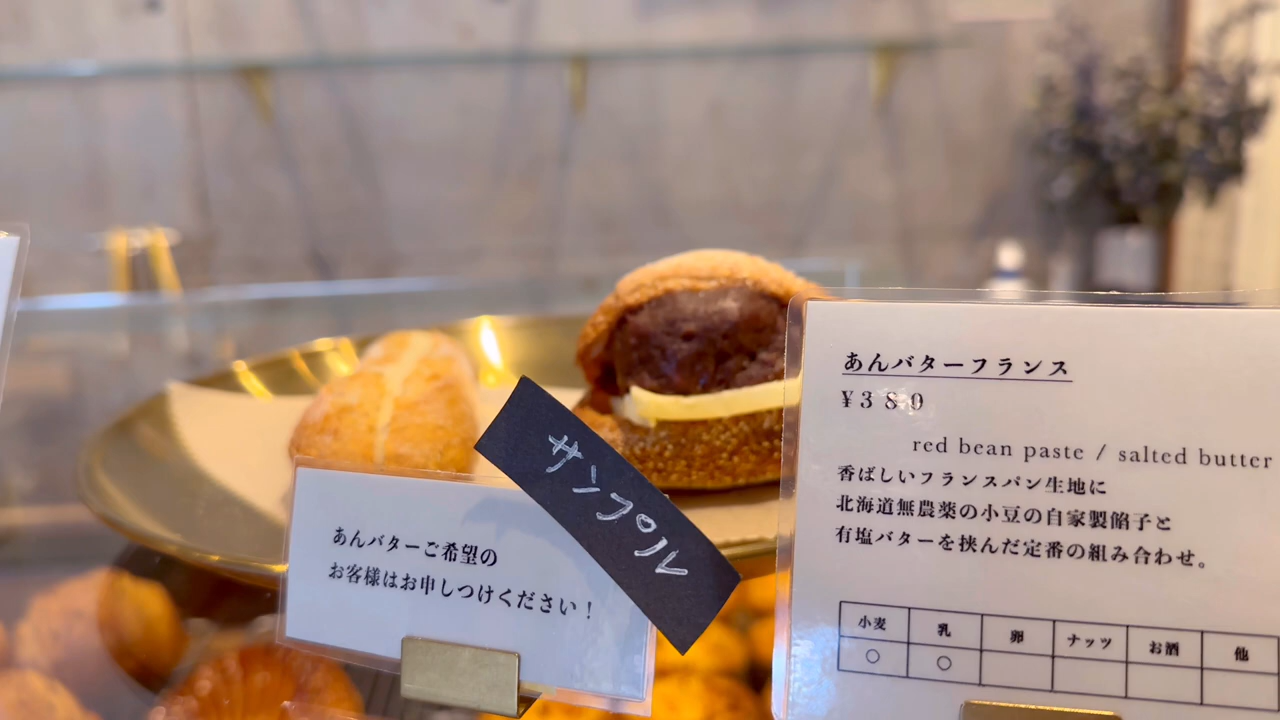 あんバターご希望の
お客様はお申しつけください！
サンプル
あんバターフランス
¥380
red bean paste / salted butter
香ばしいフランスパン生地に
北海道無農薬の小豆の自家製餡子と
有塩バターを挟んだ定番の組み合わせ。
小麦 乳 卵 ナッツ お酒 他
○ ○